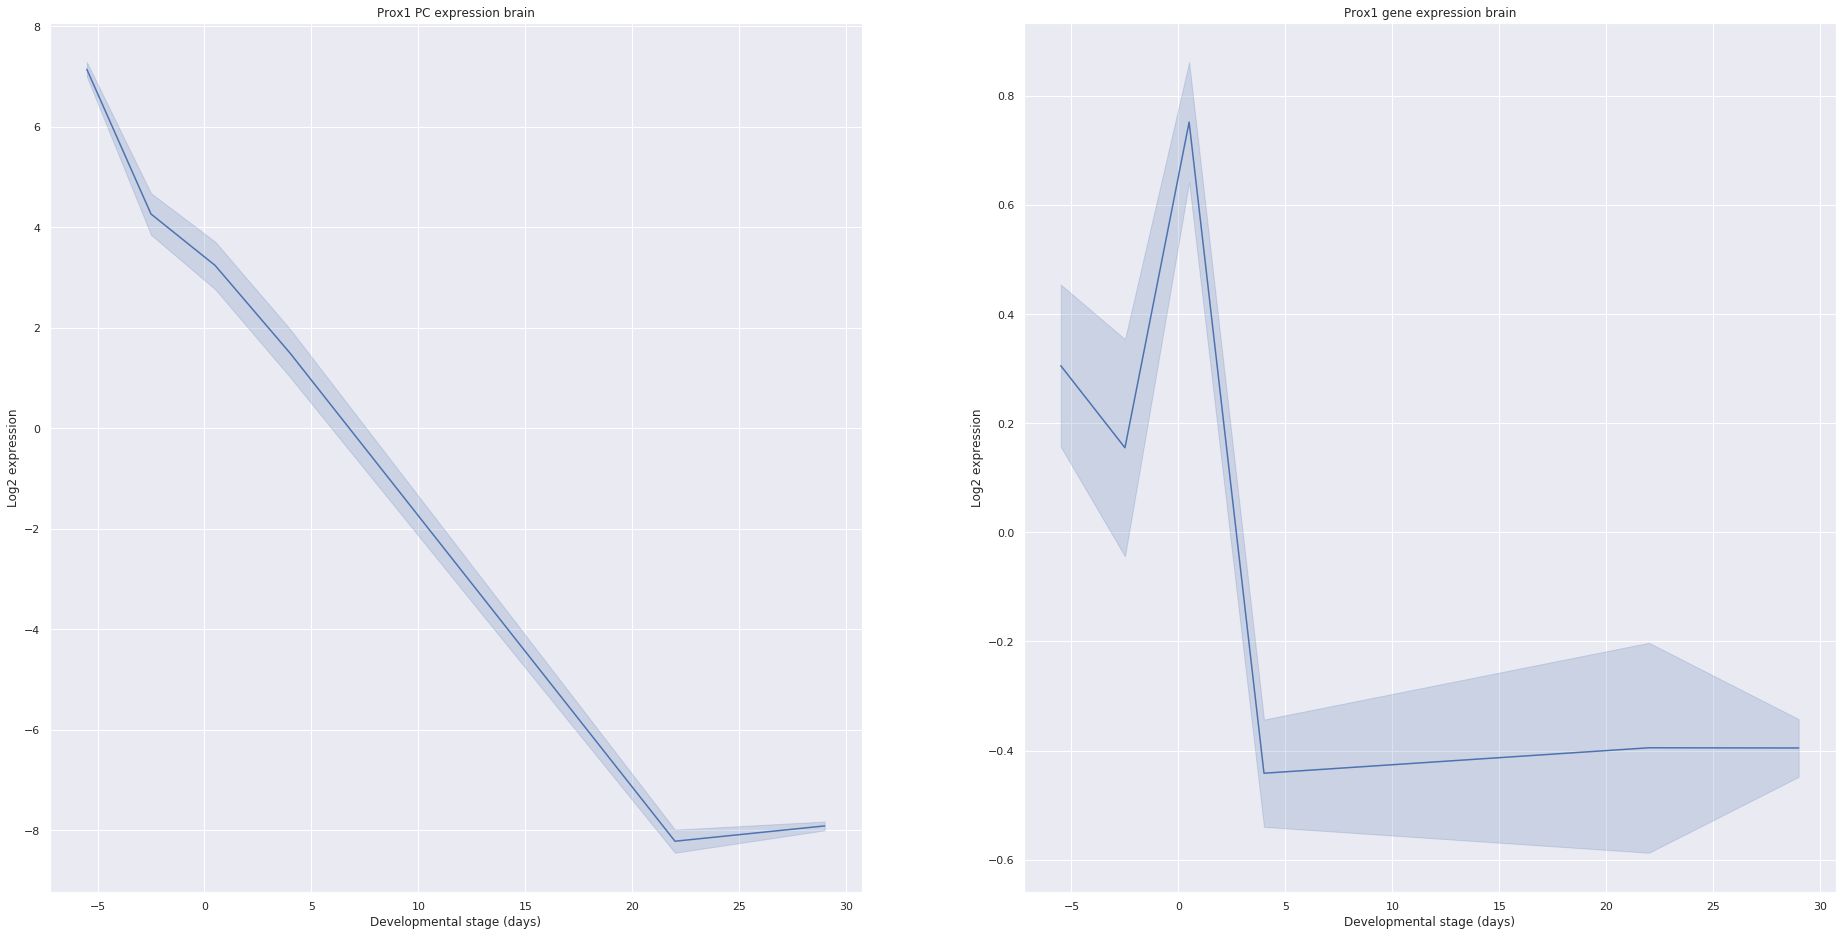 Prox1 PC expression brain
8
6
4
2
0
−2
−4
−6
−8
Log2 expression
−5 0 5 10 15 20 25 30
Developmental stage (days)
Prox1 gene expression brain
0.8
0.6
0.4
0.2
0.0
−0.2
−0.4
−0.6
Log2 expression
−5 0 5 10 15 20 25 30
Developmental stage (days)